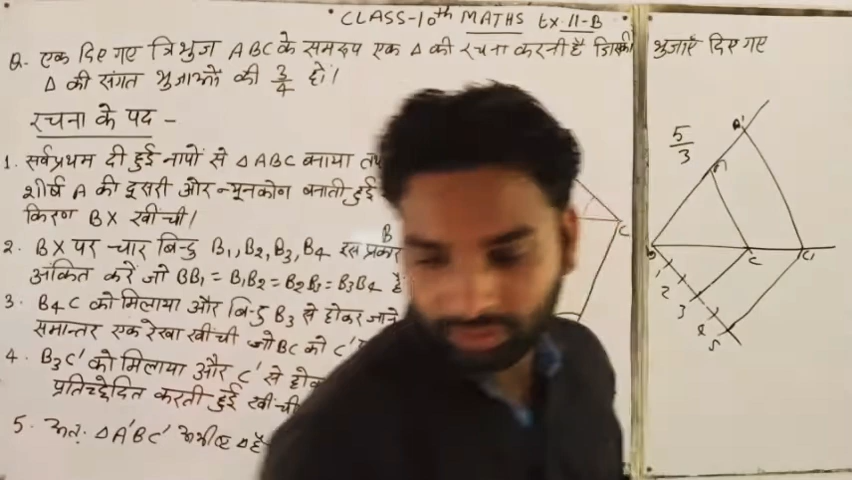 CLASS-10th MATHS Ex-11-B
Q. एक दिए गए त्रिभुज ABC के समरूप एक Δ की रचना करनी है जिसकी भुजाएँ दिए गए
Δ की संगत भुजाओं की 3/4 हो।
रचना के पद -
1. सर्वप्रथम दी हुई नापों से ΔABC बनाया
शीर्ष A की दूसरी ओर न्यूनकोण बनाती हुई
किरण BX खींची।
2. BX पर चार बिन्दु B₁, B₂, B₃, B₄ इस प्रकार
अंकित करें जो BB₁ = B₁B₂ = B₂B₃ = B₃B₄ है
3. B₄C को मिलाया और बिन्दु B₃ से होकर जाने
समान्तर एक रेखा खींची जो BC को C'
4. B₃C' को मिलाया और C' से
प्रतिच्छेदित करती हुई खींची
5. अतः ΔA'BC' अभीष्ट Δ है
B
C
5/3
A'
A
B
C
C'
1
2
3
4
5